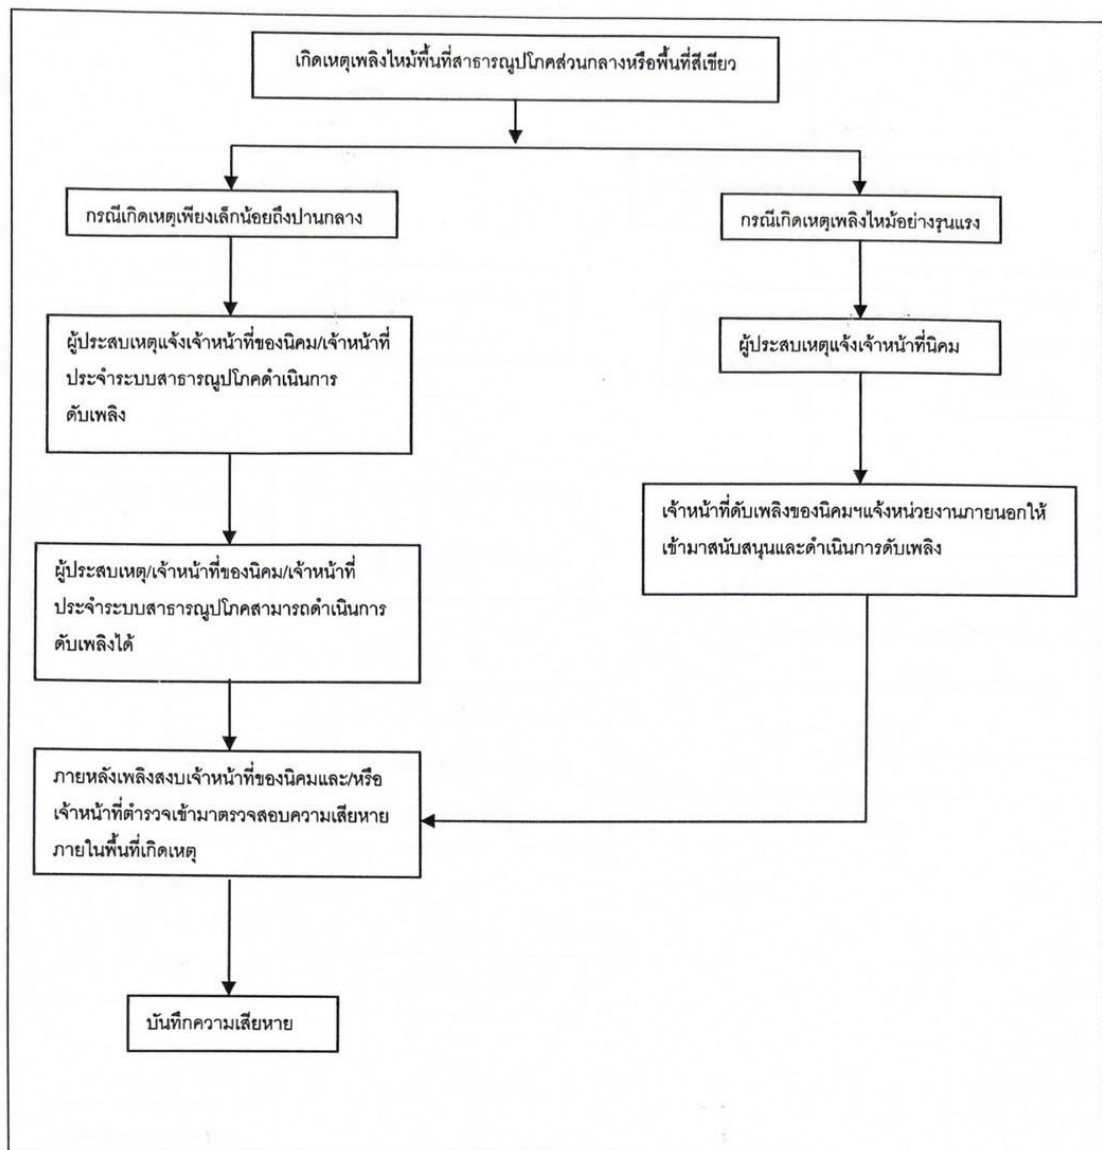 เกิดเหตุเพลิงไหม้พื้นที่สาธารณูปโภคส่วนกลางหรือพื้นที่สีเขียว
กรณีเกิดเหตุเพียงเล็กน้อยถึงปานกลาง
ผู้ประสบเหตุแจ้งเจ้าหน้าที่ของนิคม/เจ้าหน้าที่
ประจำระบบสาธารณูปโภคดำเนินการ
ดับเพลิง
ผู้ประสบเหตุ/เจ้าหน้าที่ของนิคม/เจ้าหน้าที่
ประจำระบบสาธารณูปโภคสามารถดำเนินการ
ดับเพลิงได้
กรณีเกิดเหตุเพลิงไหม้อย่างรุนแรง
ผู้ประสบเหตุแจ้งเจ้าหน้าที่นิคม
เจ้าหน้าที่ดับเพลิงของนิคมฯแจ้งหน่วยงานภายนอกให้
เข้ามาสนับสนุนและดำเนินการดับเพลิง
ภายหลังเพลิงสงบเจ้าหน้าที่ของนิคมและ/หรือ
เจ้าหน้าที่ตำรวจเข้ามาตรวจสอบความเสียหาย
ภายในพื้นที่เกิดเหตุ
บันทึกความเสียหาย